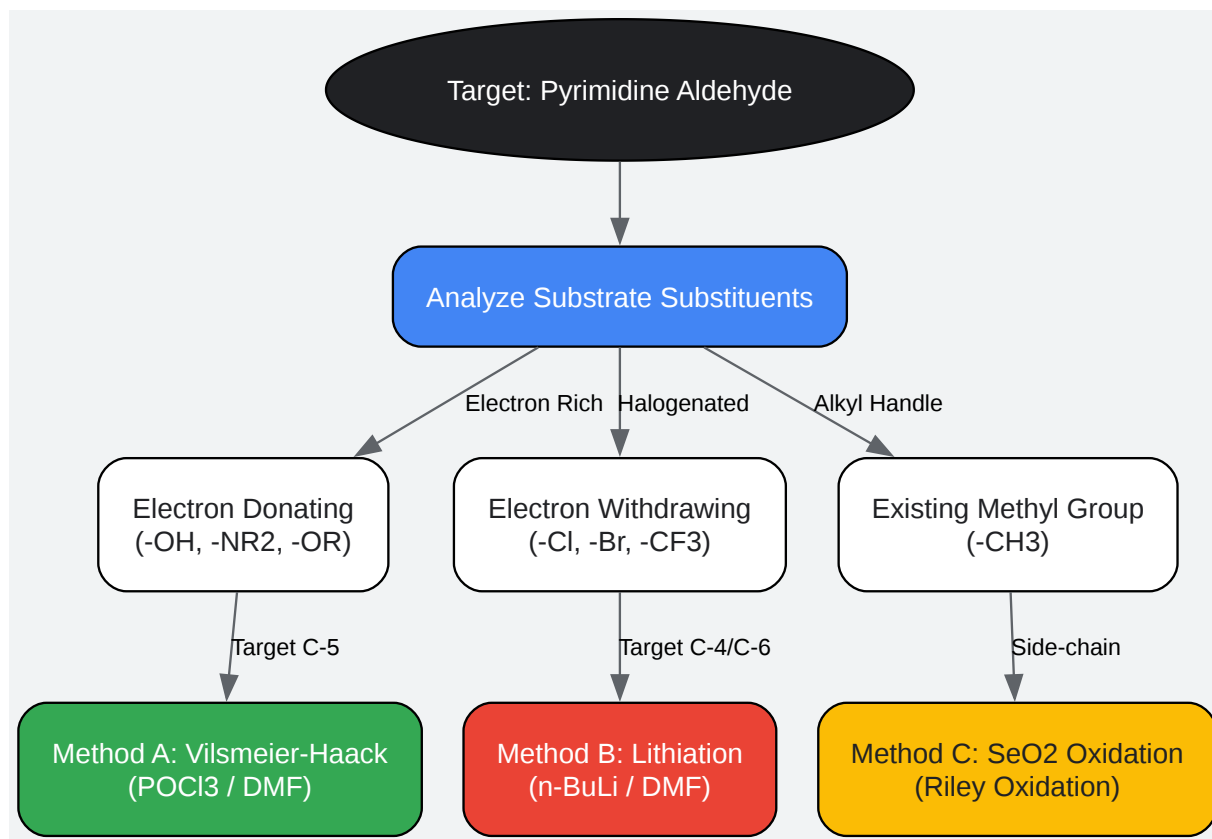 Target: Pyrimidine Aldehyde
Analyze Substrate Substituents
Electron Rich
Halogenated
Alkyl Handle
Electron Donating
(-OH, -NR2, -OR)
Electron Withdrawing
(-Cl, -Br, -CF3)
Existing Methyl Group
(-CH3)
Target C-5
Target C-4/C-6
Side-chain
Method A: Vilsmeier-Haack
(POCl3 / DMF)
Method B: Lithiation
(n-BuLi / DMF)
Method C: SeO2 Oxidation
(Riley Oxidation)